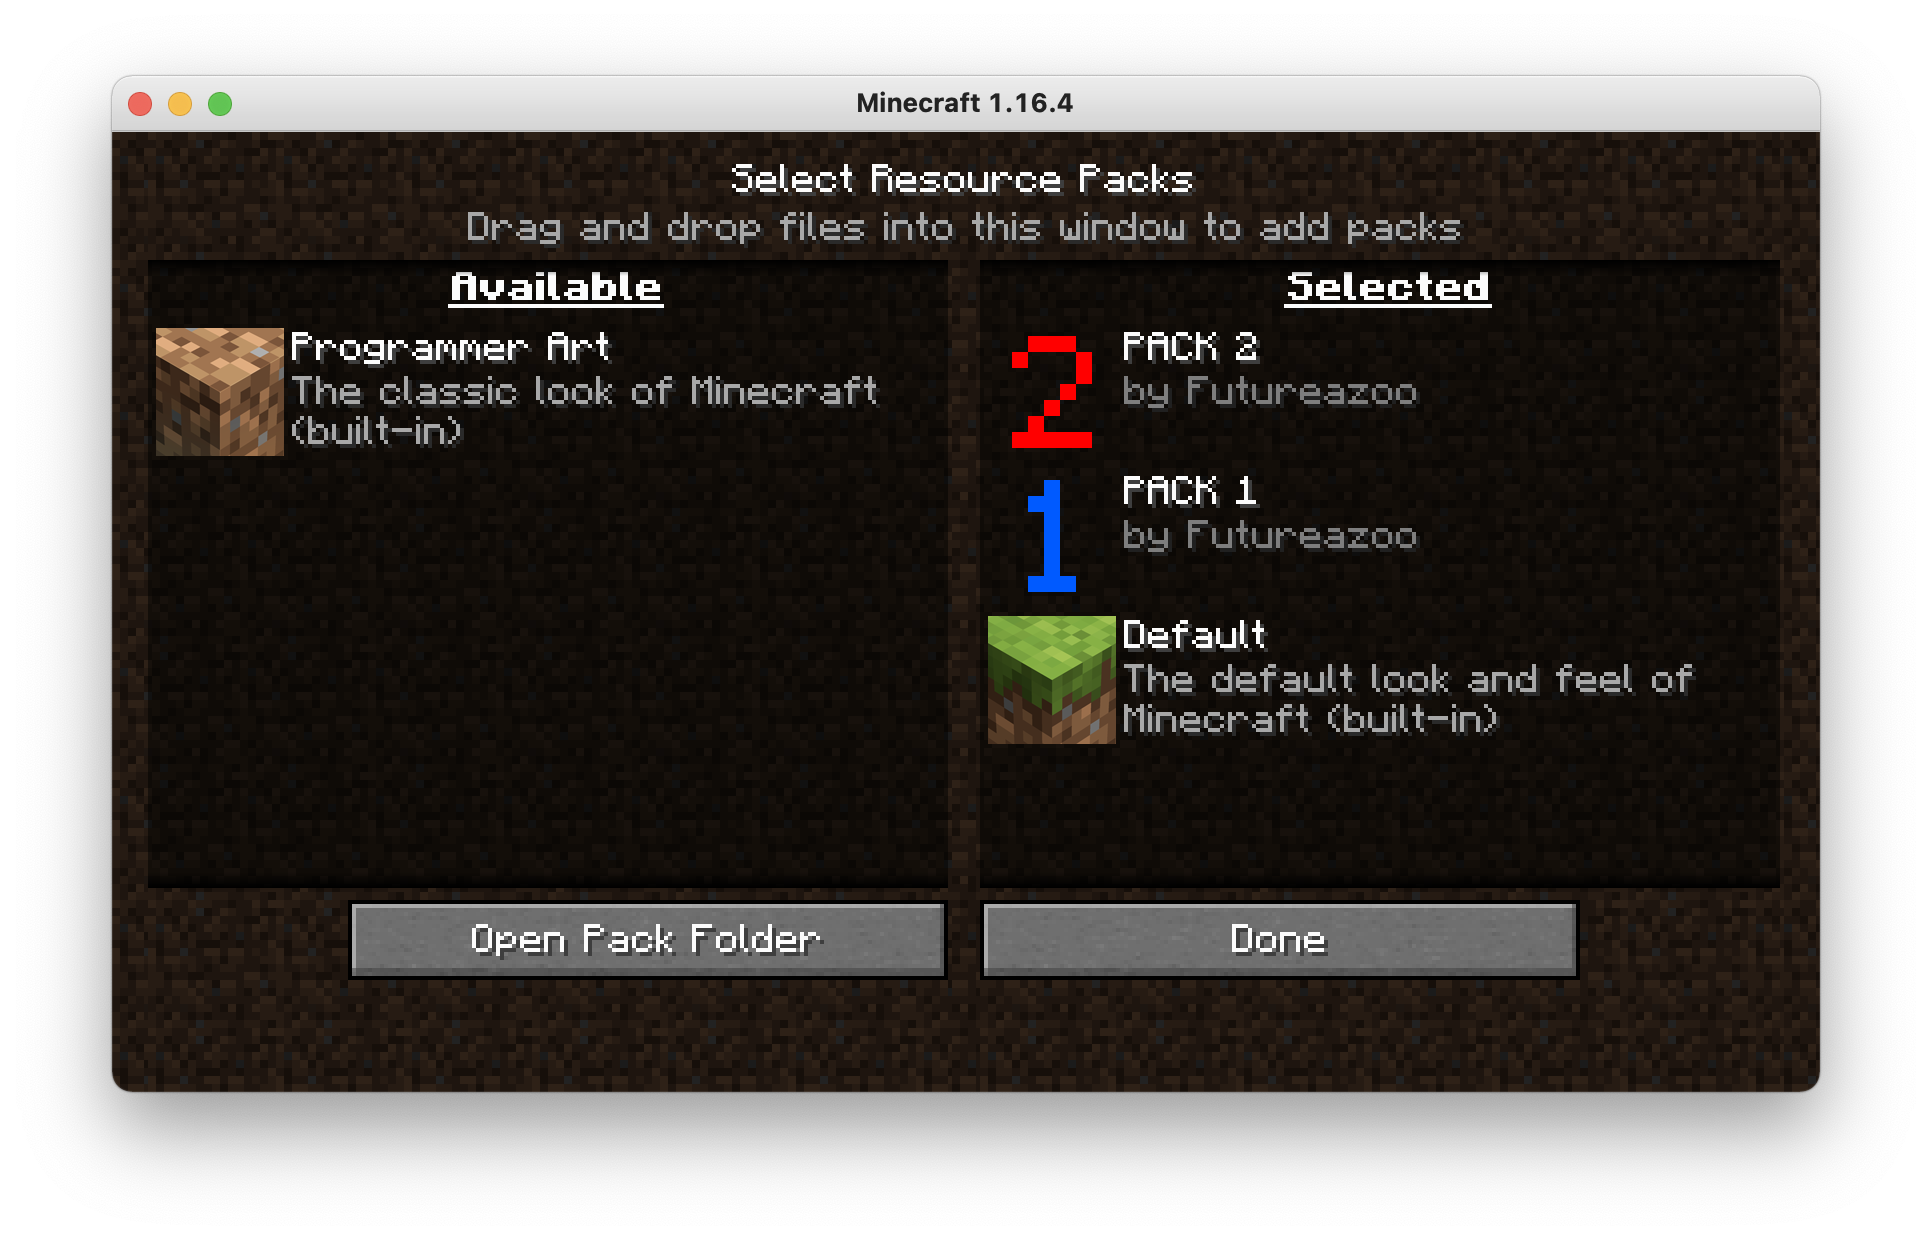 Minecraft 1.16.4
Select Resource Packs
Drag and drop files into this window to add packs
Available
Programmer Art
The classic look of Minecraft
(built-in)
Selected
2
PACK 2
by Futureazoo
1
PACK 1
by Futureazoo
Default
The default look and feel of
Minecraft (built-in)
Open Pack Folder
Done